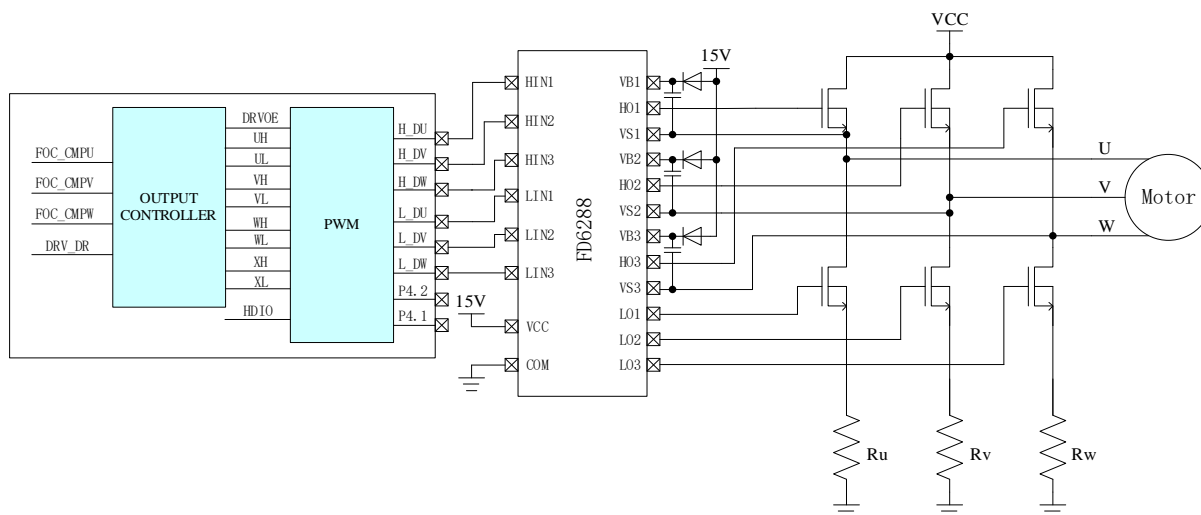 VCC
15V
HIN1
VB1
HO1
DRVOE
H_DU
HIN2
VS1
UH
FOC_CMPU
UL
H_DV
HIN3
VB2
U
FOC_CMPV
VH
H_DW
HO2
OUTPUT
CONTROLLER
VL
PWM
LIN1
VS2
V
Motor
FOC_CMPW
WH
L_DU
LIN2
VB3
W
DRV_DR
WL
L_DV
FD6288
HO3
XH
L_DW
LIN3
VS3
XL
P4.2
15V
LO1
HDIO
P4.1
VCC
LO2
COM
LO3
Ru
Rv
Rw